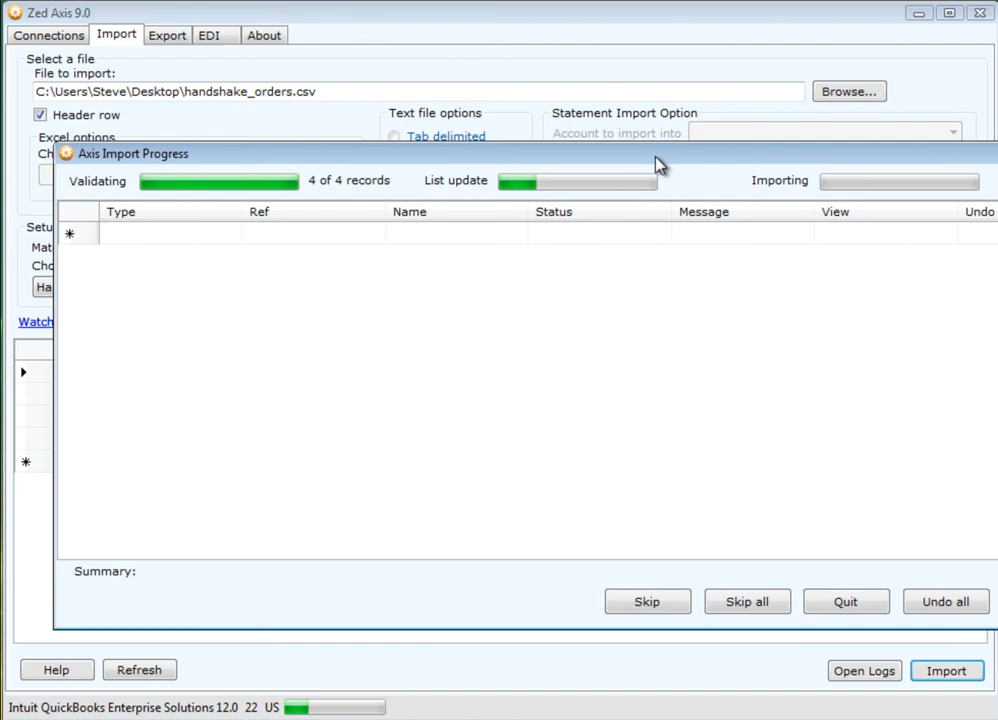 Zed Axis 9.0
Connections Import Export EDI About
Select a file
File to import:
C:\Users\Steve\Desktop\handshake_orders.csv Browse...
Header row Text file options Statement Import Option
Excel options Tab delimited Account to import into
Ch
Axis Import Progress
Validating 4 of 4 records List update Importing
Type Ref Name Status Message View Undo
Setu
Mat
Cho
Ha
Watch
Summary:
Skip Skip all Quit Undo all
Help Refresh Open Logs Import
Intuit QuickBooks Enterprise Solutions 12.0 22 US